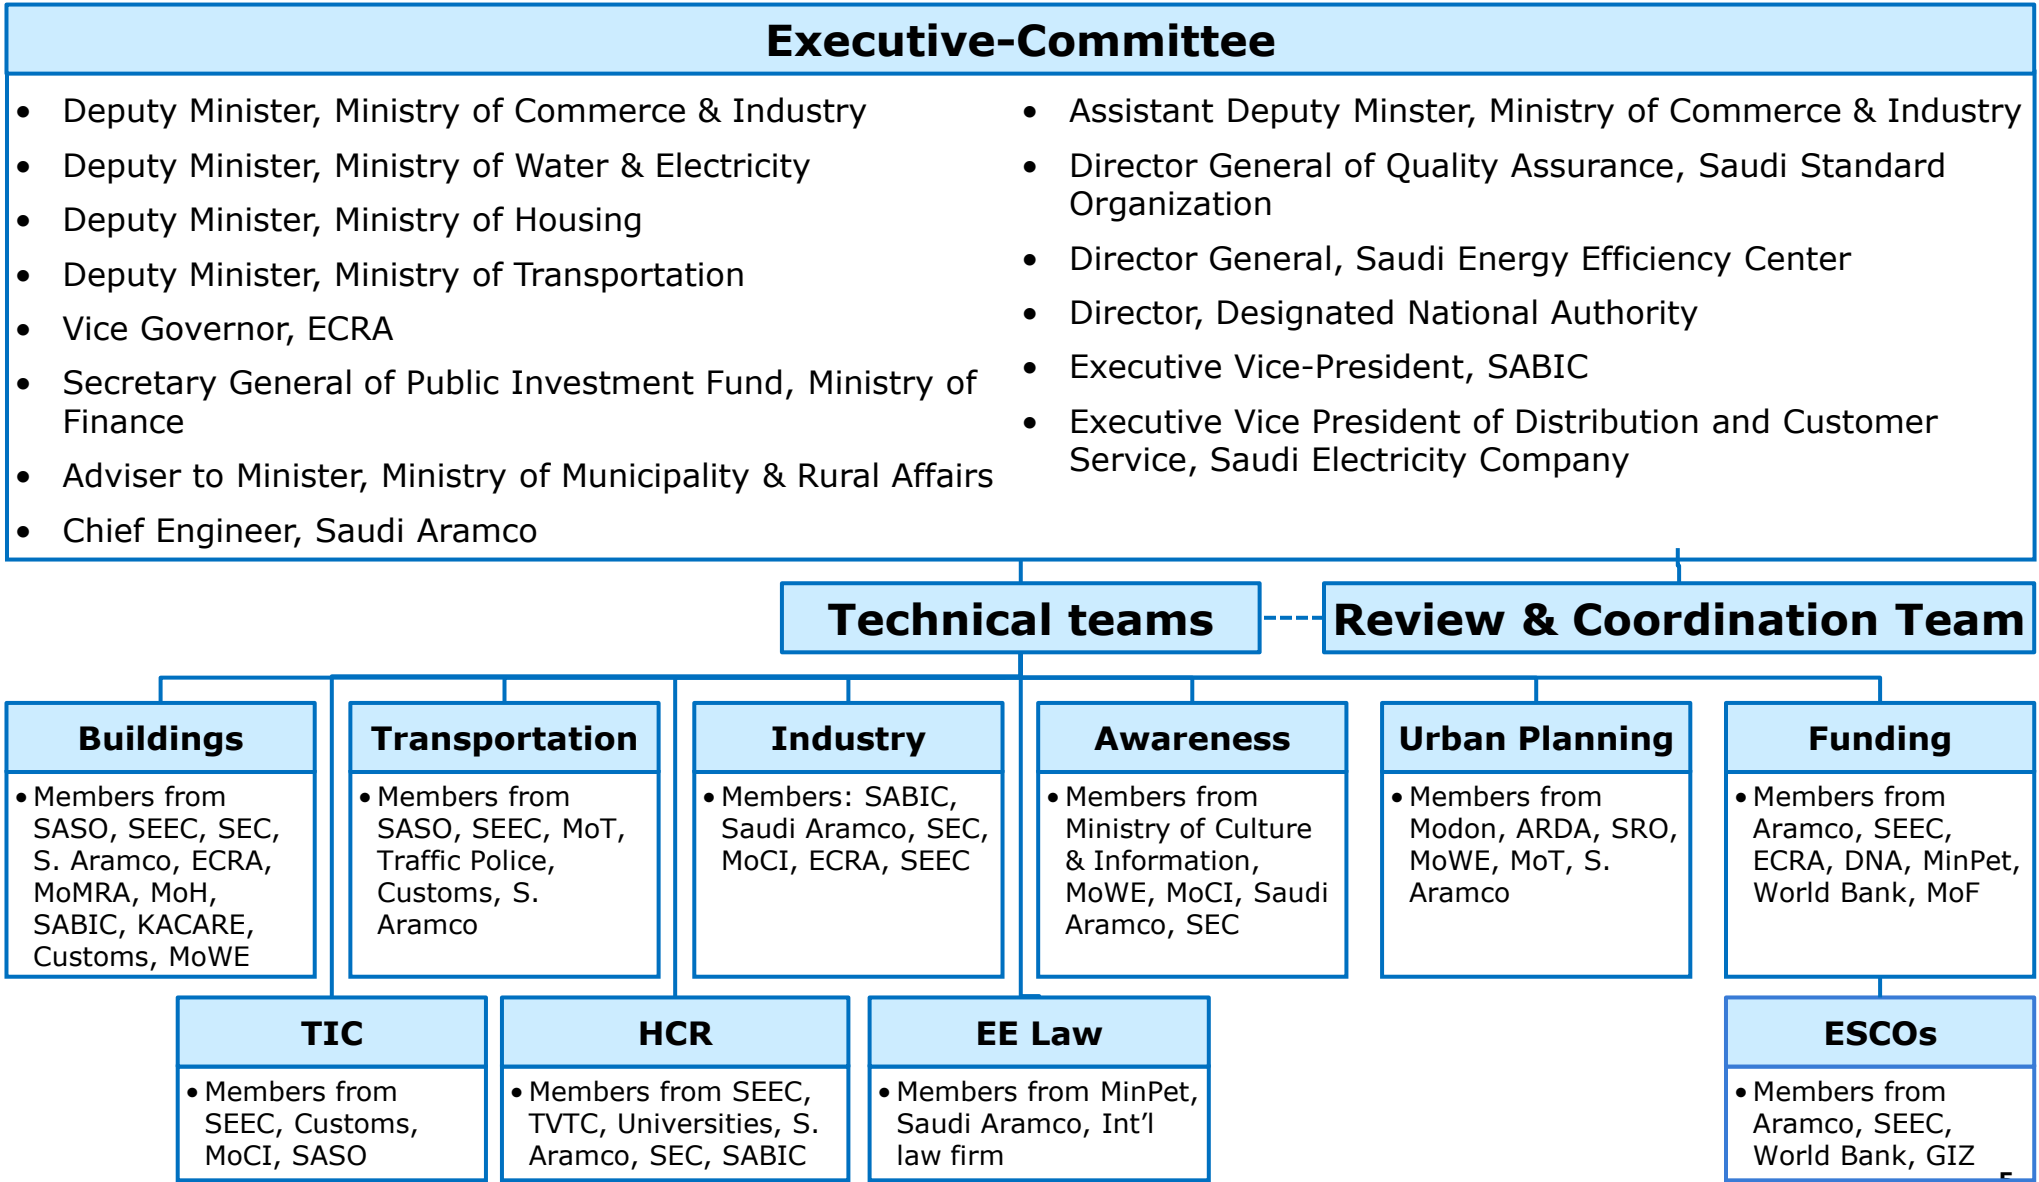 Executive-Committee
• Deputy Minister, Ministry of Commerce & Industry
• Deputy Minister, Ministry of Water & Electricity
• Deputy Minister, Ministry of Housing
• Deputy Minister, Ministry of Transportation
• Vice Governor, ECRA
• Secretary General of Public Investment Fund, Ministry of
Finance
• Adviser to Minister, Ministry of Municipality & Rural Affairs
• Chief Engineer, Saudi Aramco
• Assistant Deputy Minster, Ministry of Commerce & Industry
• Director General of Quality Assurance, Saudi Standard
Organization
• Director General, Saudi Energy Efficiency Center
• Director, Designated National Authority
• Executive Vice-President, SABIC
• Executive Vice President of Distribution and Customer
Service, Saudi Electricity Company
Technical teams
Review & Coordination Team
Buildings
• Members from
SASO, SEEC, SEC,
S. Aramco, ECRA,
MoMRA, MoH,
SABIC, KACARE,
Customs, MoWE
Transportation
• Members from
SASO, SEEC, MoT,
Traffic Police,
Customs, S.
Aramco
Industry
• Members: SABIC,
Saudi Aramco, SEC,
MoCI, ECRA, SEEC
Awareness
• Members from
Ministry of Culture
& Information,
MoWE, MoCI, Saudi
Aramco, SEC
Urban Planning
• Members from
Modon, ARDA, SRO,
MoWE, MoT, S.
Aramco
Funding
• Members from
Aramco, SEEC,
ECRA, DNA, MinPet,
World Bank, MoF
TIC
• Members from
SEEC, Customs,
MoCI, SASO
HCR
• Members from SEEC,
TVTC, Universities, S.
Aramco, SEC, SABIC
EE Law
• Members from MinPet,
Saudi Aramco, Int’l
law firm
ESCOs
• Members from
Aramco, SEEC,
World Bank, GIZ